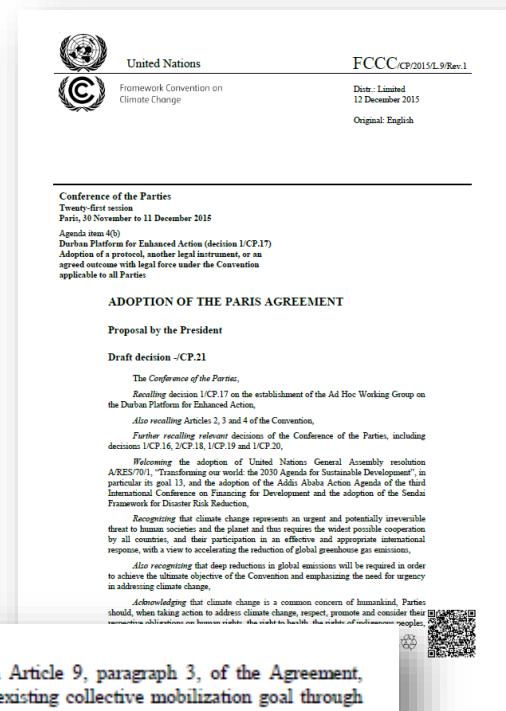 United Nations
FCCC/CP/2015/L.9/Rev.1
Framework Convention on
Climate Change
Distr.: Limited
12 December 2015
Original: English
Conference of the Parties
Twenty-first session
Paris, 30 November to 11 December 2015
Agenda item 4(b)
Durban Platform for Enhanced Action (decision 1/CP.17)
Adoption of a protocol, another legal instrument, or an
agreed outcome with legal force under the Convention
applicable to all Parties
ADOPTION OF THE PARIS AGREEMENT
Proposal by the President
Draft decision -/CP.21
The Conference of the Parties,
Recalling decision 1/CP.17 on the establishment of the Ad Hoc Working Group on
the Durban Platform for Enhanced Action,
Also recalling Articles 2, 3 and 4 of the Convention,
Further recalling relevant decisions of the Conference of the Parties, including
decisions 1/CP.16, 2/CP.18, 1/CP.19 and 1/CP.20,
Welcoming the adoption of United Nations General Assembly resolution
A/RES/70/1, “Transforming our world: the 2030 Agenda for Sustainable Development”, in
particular its goal 13, and the adoption of the Addis Ababa Action Agenda of the third
International Conference on Financing for Development and the adoption of the Sendai
Framework for Disaster Risk Reduction,
Recognizing that climate change represents an urgent and potentially irreversible
threat to human societies and the planet and thus requires the widest possible cooperation
by all countries, and their participation in an effective and appropriate international
response, with a view to accelerating the reduction of global greenhouse gas emissions,
Also recognizing that deep reductions in global emissions will be required in order
to achieve the ultimate objective of the Convention and emphasizing the need for urgency
in addressing climate change,
Acknowledging that climate change is a common concern of humankind, Parties
should, when taking action to address climate change, respect, promote and consider their
respective obligations on human rights, the right to health, the rights of indigenous peoples,
Article 9, paragraph 3, of the Agreement,
existing collective mobilization goal through